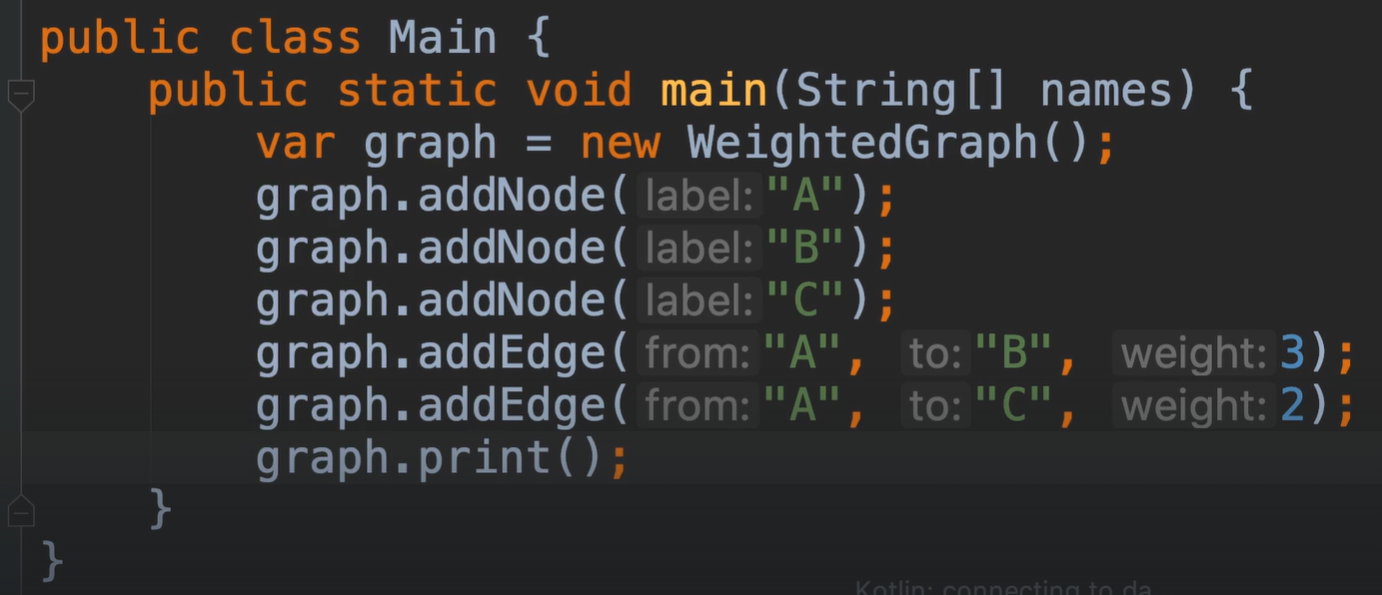 public class Main {
public static void main(String[] names) {
var graph = new WeightedGraph();
graph.addNode( label: "A");
graph.addNode( label: "B");
graph.addNode( label: "C");
graph.addEdge( from: "A", to: "B", weight: 3);
graph.addEdge( from: "A", to: "C", weight: 2);
graph.print();
}
}
Kotlin: connecting to da